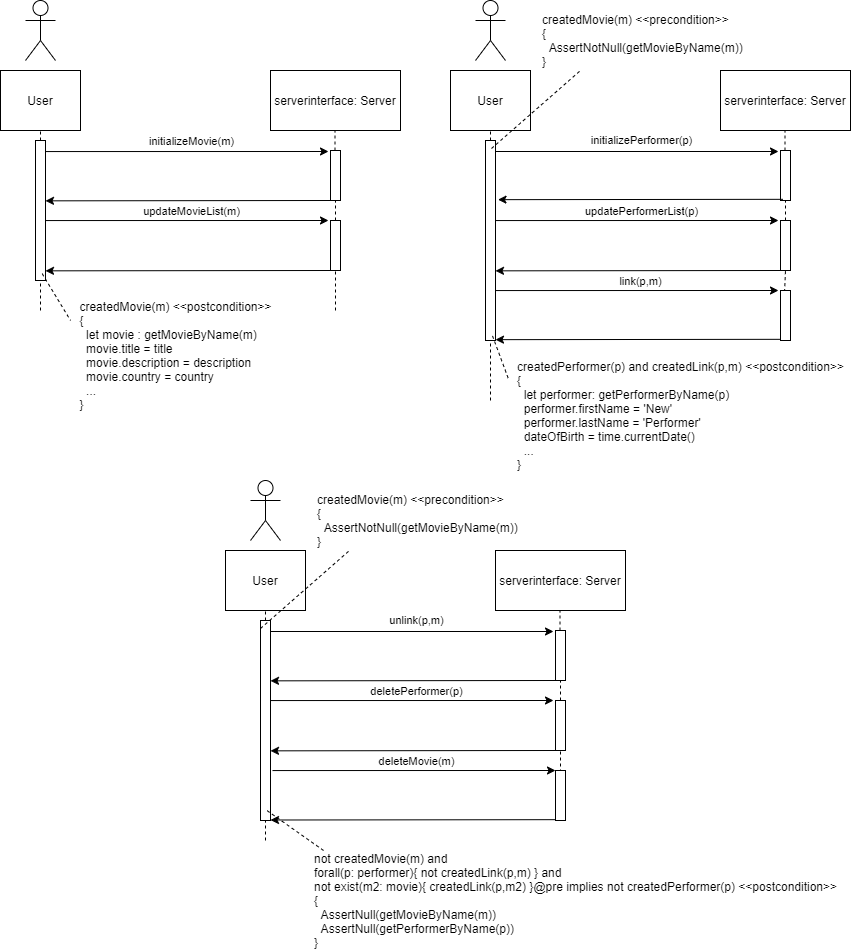 User
serverinterface: Server
initializeMovie(m)
updateMovieList(m)
createdMovie(m) <<postcondition>>
{
let movie : getMovieByName(m)
movie.title = title
movie.description = description
movie.country = country
...
}
createdMovie(m) <<precondition>>
{
AssertNotNull(getMovieByName(m))
}
User
serverinterface: Server
initializePerformer(p)
updatePerformerList(p)
link(p,m)
createdPerformer(p) and createdLink(p,m) <<postcondition>>
{
let performer: getPerformerByName(p)
performer.firstName = 'New'
performer.lastName = 'Performer'
dateOfBirth = time.currentDate()
...
}
createdMovie(m) <<precondition>>
{
AssertNotNull(getMovieByName(m))
}
User
serverinterface: Server
unlink(p,m)
deletePerformer(p)
deleteMovie(m)
not createdMovie(m) and
forall(p: performer){ not createdLink(p,m) } and
not exist(m2: movie){ createdLink(p,m2) }@pre implies not createdPerformer(p) <<postcondition>>
{
AssertNull(getMovieByName(m))
AssertNull(getPerformerByName(p))
}